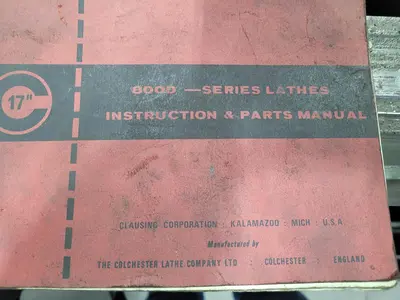 17"
8000 — SERIES LATHES
INSTRUCTION & PARTS MANUAL
CLAUSING CORPORATION : KALAMAZOO : MICH : U.S.A.
Manufactured by
THE COLCHESTER LATHE COMPANY LTD : COLCHESTER : ENGLAND